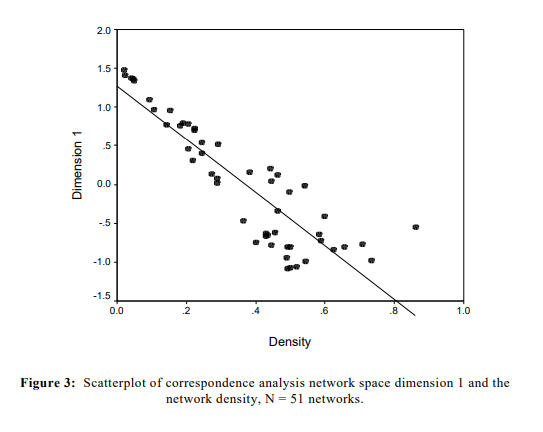 2.0
1.5
1.0
.5
0.0
-.5
-1.0
-1.5
Dimension 1
0.0 .2 .4 .6 .8 1.0
Density
Figure 3: Scatterplot of correspondence analysis network space dimension 1 and the
network density, N = 51 networks.